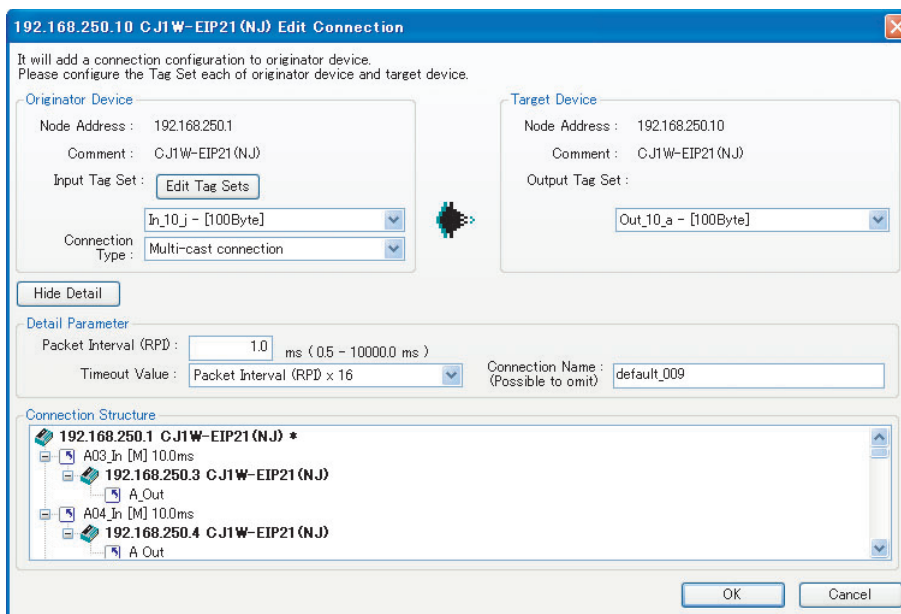 192.168.250.10 CJ1W-EIP21(NJ) Edit Connection
It will add a connection configuration to originator device.
Please configure the Tag Set each of originator device and target device.
Originator Device
Node Address : 192.168.250.1
Comment : CJ1W-EIP21(NJ)
Input Tag Set : Edit Tag Sets
In_10_j - [100Byte]
Connection Type : Multi-cast connection
Target Device
Node Address : 192.168.250.10
Comment : CJ1W-EIP21(NJ)
Output Tag Set :
Out_10_a - [100Byte]
Hide Detail
Detail Parameter
Packet Interval (RPI) : 1.0 ms ( 0.5 - 10000.0 ms )
Timeout Value : Packet Interval (RPI) x 16
Connection Name : (Possible to omit) default_009
Connection Structure
192.168.250.1 CJ1W-EIP21(NJ) *
A03_In [M] 10.0ms
192.168.250.3 CJ1W-EIP21(NJ)
A_Out
A04_In [M] 10.0ms
192.168.250.4 CJ1W-EIP21(NJ)
A Out
OK Cancel